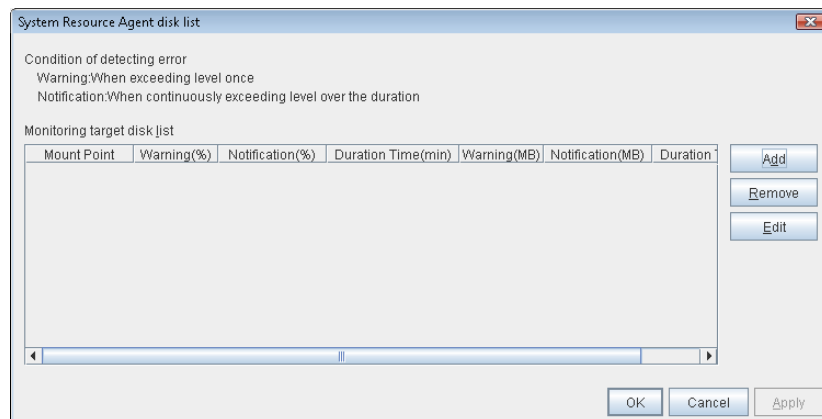 System Resource Agent disk list
Condition of detecting error
Warning:When exceeding level once
Notification:When continuously exceeding level over the duration
Monitoring target disk list
Mount Point Warning(%) Notification(%) Duration Time(min) Warning(MB) Notification(MB) Duration
Add
Remove
Edit
OK Cancel Apply